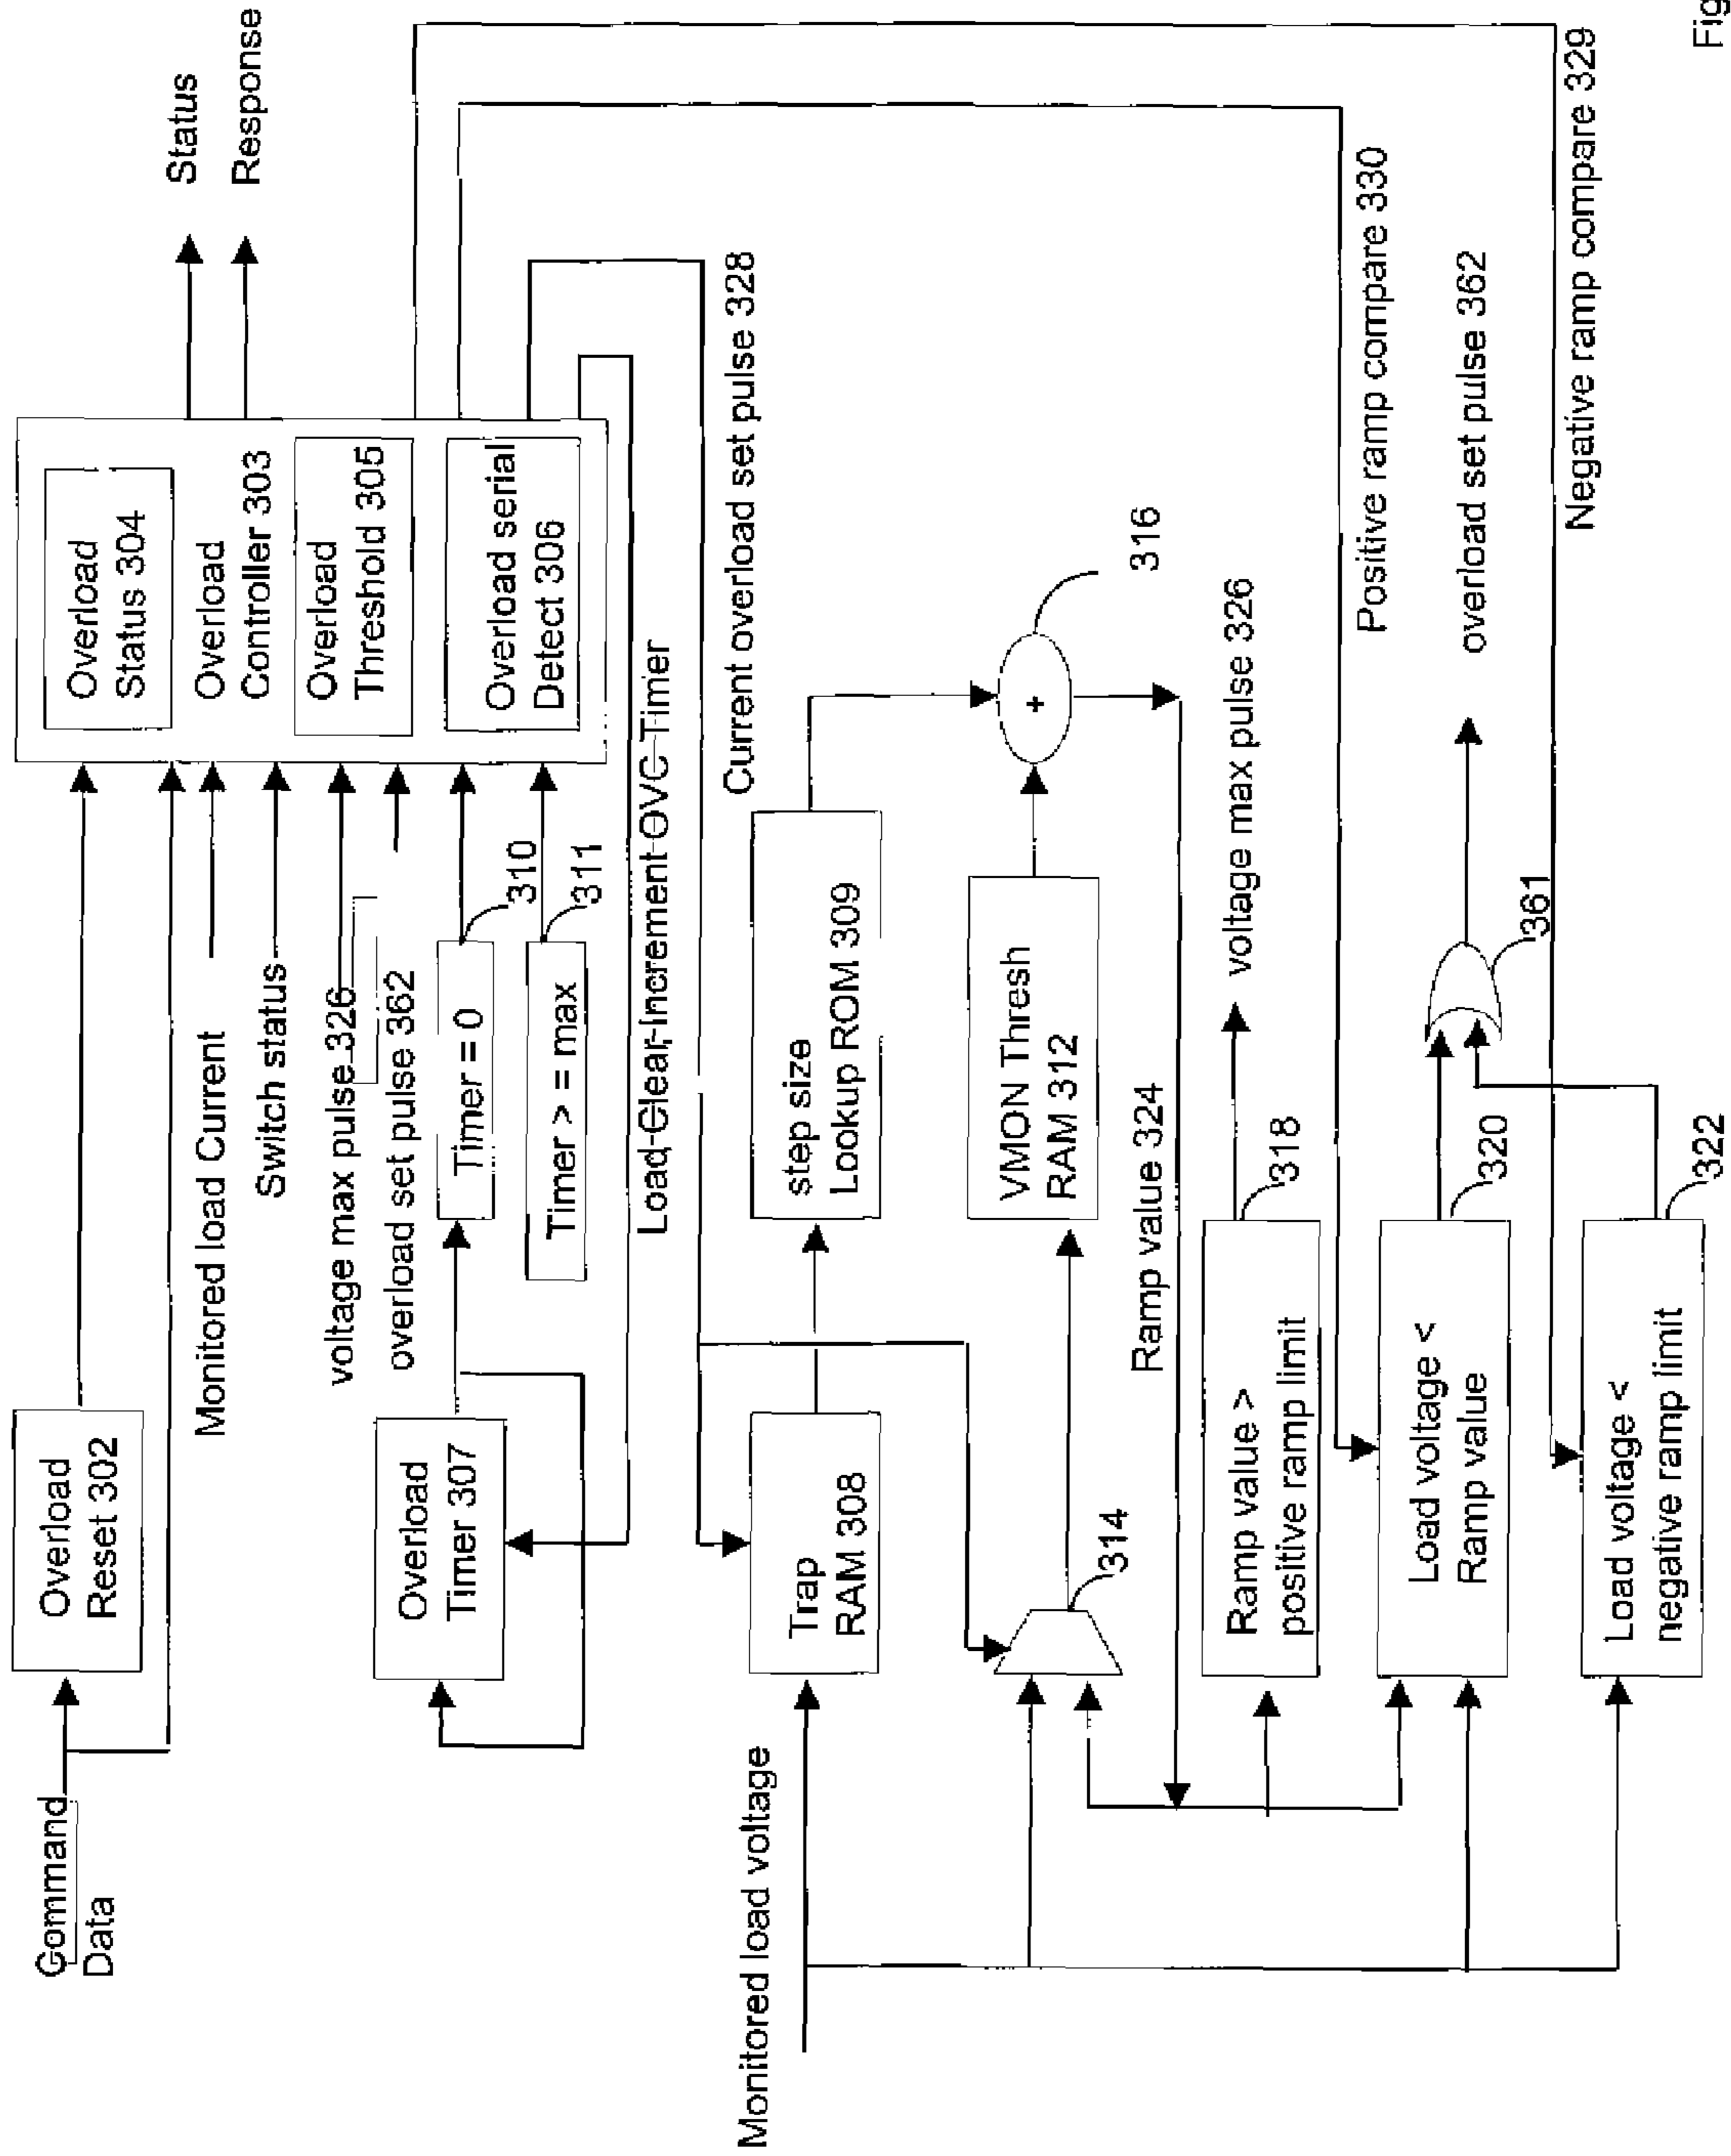 Command
Data
Overload
Reset 302
Monitored load Current
Switch status
voltage max pulse 326
overload set pulse 362
Overload
Timer 307
Timer = 0
310
Timer > = max
311
Load, Clear, Increment OVC Timer
Overload
Status 304
Overload
Controller 303
Overload
Threshold 305
Overload serial
Detect 306
Status
Response
Current overload set pulse 328
Monitored load voltage
Trap
RAM 308
step size
Lookup ROM 309
VMON Thresh
RAM 312
314
316
Ramp value 324
Ramp value >
positive ramp limit
318
voltage max pulse 326
Positive ramp compare 330
Load voltage <
Ramp value
320
361
overload set pulse 362
Load voltage <
negative ramp limit
322
Negative ramp compare 329
Fig